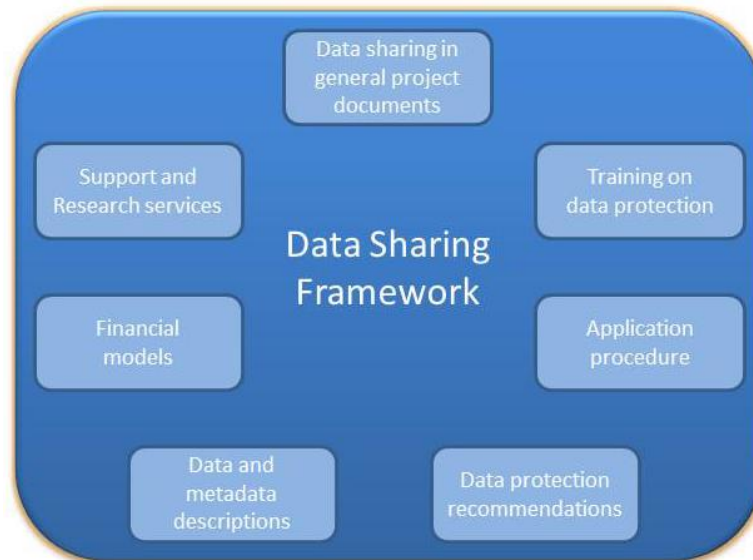 Data sharing in
general project
documents
Support and
Research services
Training on
data protection
Data Sharing
Framework
Financial
models
Application
procedure
Data and
metadata
descriptions
Data protection
recommendations